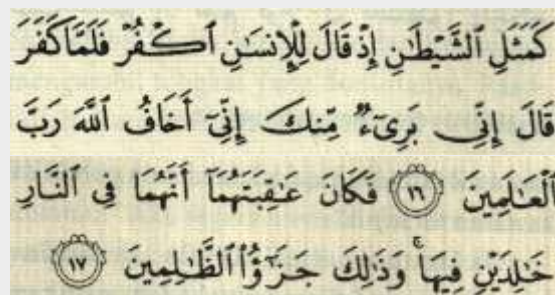 كَمَثَلِ ٱلشَّيْطَٰنِ إِذْ قَالَ لِلْإِنسَٰنِ ٱكْفُرْ فَلَمَّا كَفَرَ
قَالَ إِنِّى بَرِىٓءٌ مِّنكَ إِنِّىٓ أَخَافُ ٱللَّهَ رَبَّ
ٱلْعَٰلَمِينَ ١٦ فَكَانَ عَٰقِبَتَهُمَآ أَنَّهُمَا فِى ٱلنَّارِ
خَٰلِدَيْنِ فِيهَا ۚ وَذَٰلِكَ جَزَٰٓؤُا۟ ٱلظَّٰلِمِينَ ١٧